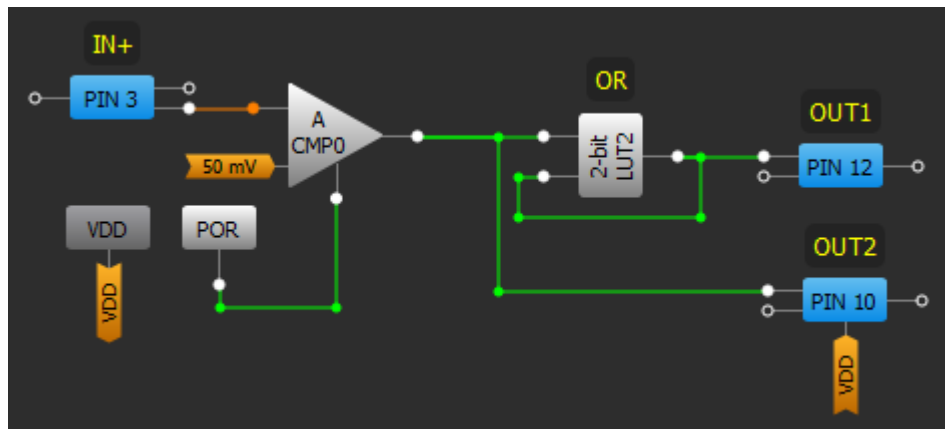 IN+
PIN 3
A
CMP0
50 mV
VDD
VDD
POR
OR
2-bit
LUT2
OUT1
PIN 12
OUT2
PIN 10
VDD